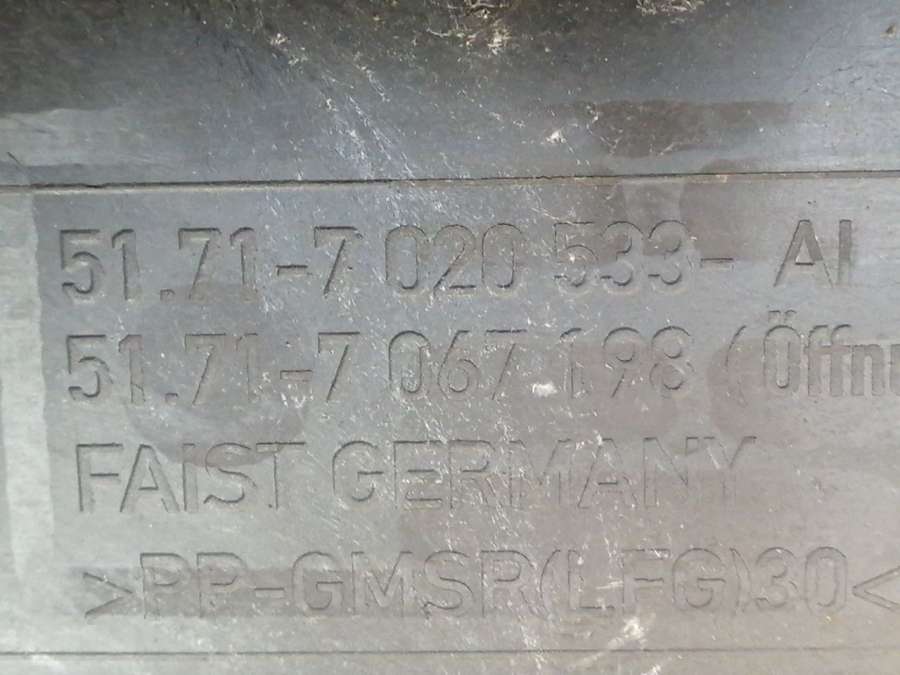 51.71-7 020 533- AI
51.71-7 067 198 (Öffnu
FAIST GERMANY
>PP-GMSR(LFG)30<